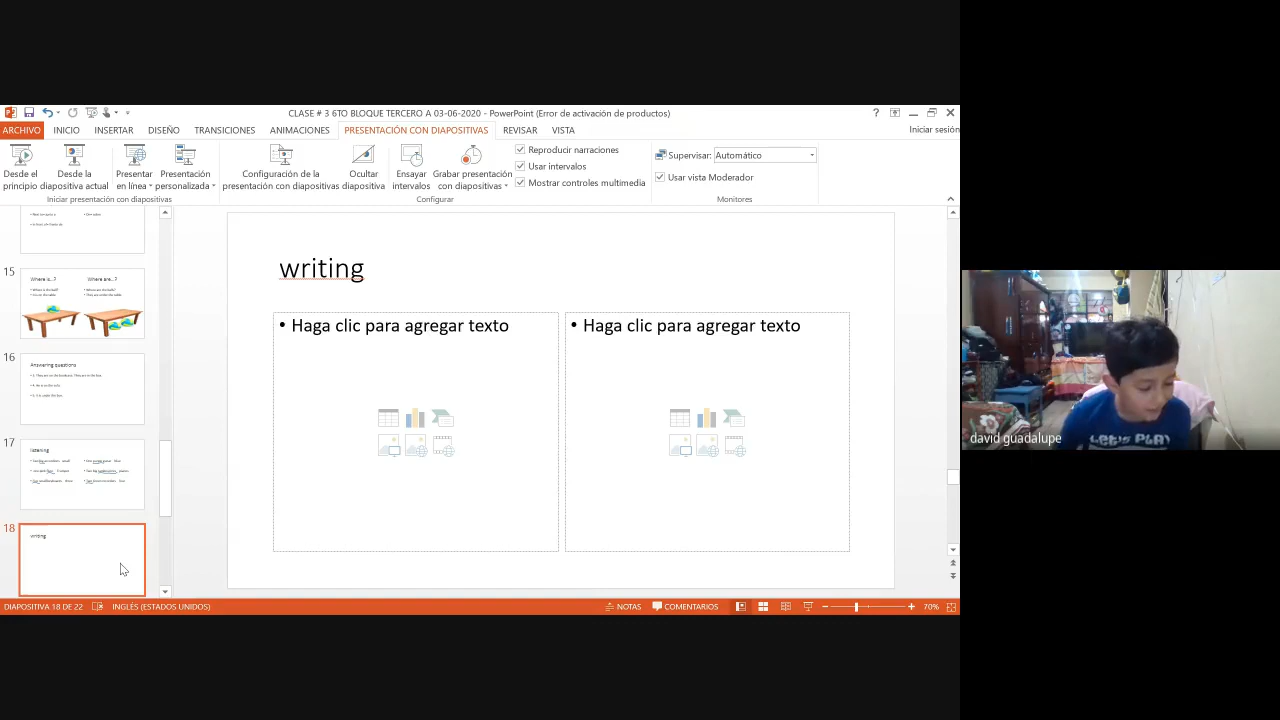 CLASE # 3 6TO BLOQUE TERCERO A 03-06-2020 - PowerPoint (Error de activación de productos)
ARCHIVO INICIO INSERTAR DISEÑO TRANSICIONES ANIMACIONES PRESENTACIÓN CON DIAPOSITIVAS REVISAR VISTA Iniciar sesión
Desde el principio
Desde la diapositiva actual
Presentar en línea
Presentación personalizada
Configuración de la presentación con diapositivas
Ocultar diapositiva
Ensayar intervalos
Grabar presentación con diapositivas
Reproducir narraciones
Usar intervalos
Mostrar controles multimedia
Supervisar: Automático
Usar vista Moderador
Iniciar presentación con diapositivas
Configurar
Monitores
15
Where is...? Where are...?
16
Answering questions
17
listening
18
writing
writing
• Haga clic para agregar texto
• Haga clic para agregar texto
david guadalupe
LET'S PLAY
DIAPOSITIVA 18 DE 22 INGLÉS (ESTADOS UNIDOS) NOTAS COMENTARIOS 70%